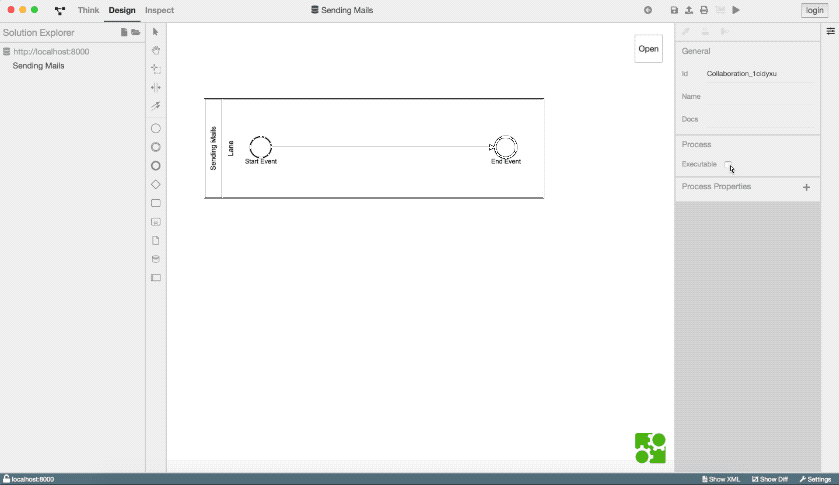 Think Design Inspect Sending Mails login
Solution Explorer
http://localhost:8000
Sending Mails
Open
Sending Mails
Lane
Start Event
End Event
General
Id Collaboration_1cidyxu
Name
Docs
Process
Executable
Process Properties +
localhost:8000 Show XML Show Diff Settings